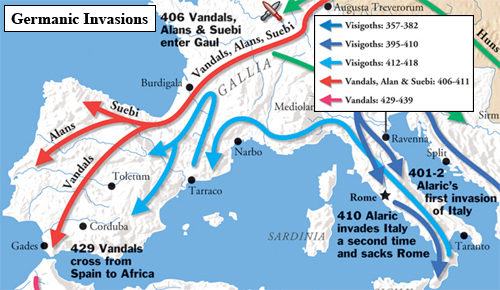 Germanic Invasions
406 Vandals,
Alans & Suebi
enter Gaul
Augusta Treverorum
Vandals, Alans, Suebi
Huns
Visigoths: 357-382
Visigoths: 395-410
Visigoths: 412-418
Vandals, Alan & Suebi: 406-411
Vandals: 429-439
Burdigala
GALLIA
Mediolan
Sirm
Suebi
Alans
Vandals
Narbo
Ravenna
Split
Toletum
Tarraco
Rome
401-2
Alaric's
first invasion
of Italy
Corduba
SARDINIA
410 Alaric
invades Italy
a second time
and sacks Rome
Taranto
Gades
429 Vandals
cross from
Spain to Africa